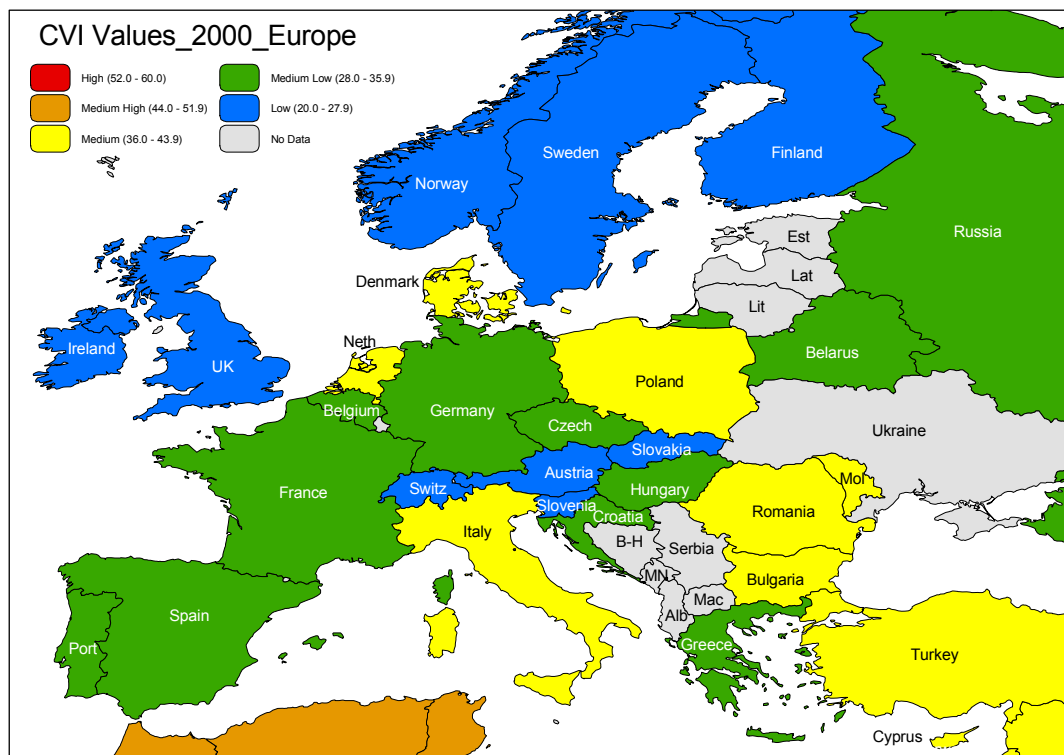 CVI Values_2000_Europe
High (52.0 - 60.0)
Medium Low (28.0 - 35.9)
Medium High (44.0 - 51.9)
Low (20.0 - 27.9)
Medium (36.0 - 43.9)
No Data
Sweden
Finland
Norway
Russia
Est
Denmark
Lat
Lit
Neth
Ireland
Belarus
UK
Poland
Belgium
Germany
Czech
Ukraine
Slovakia
Austria
Mol
Switz
Hungary
France
Slovenia
Romania
Croatia
Italy
B-H
Serbia
MN
Bulgaria
Mac
Spain
Alb
Port
Greece
Turkey
Cyprus